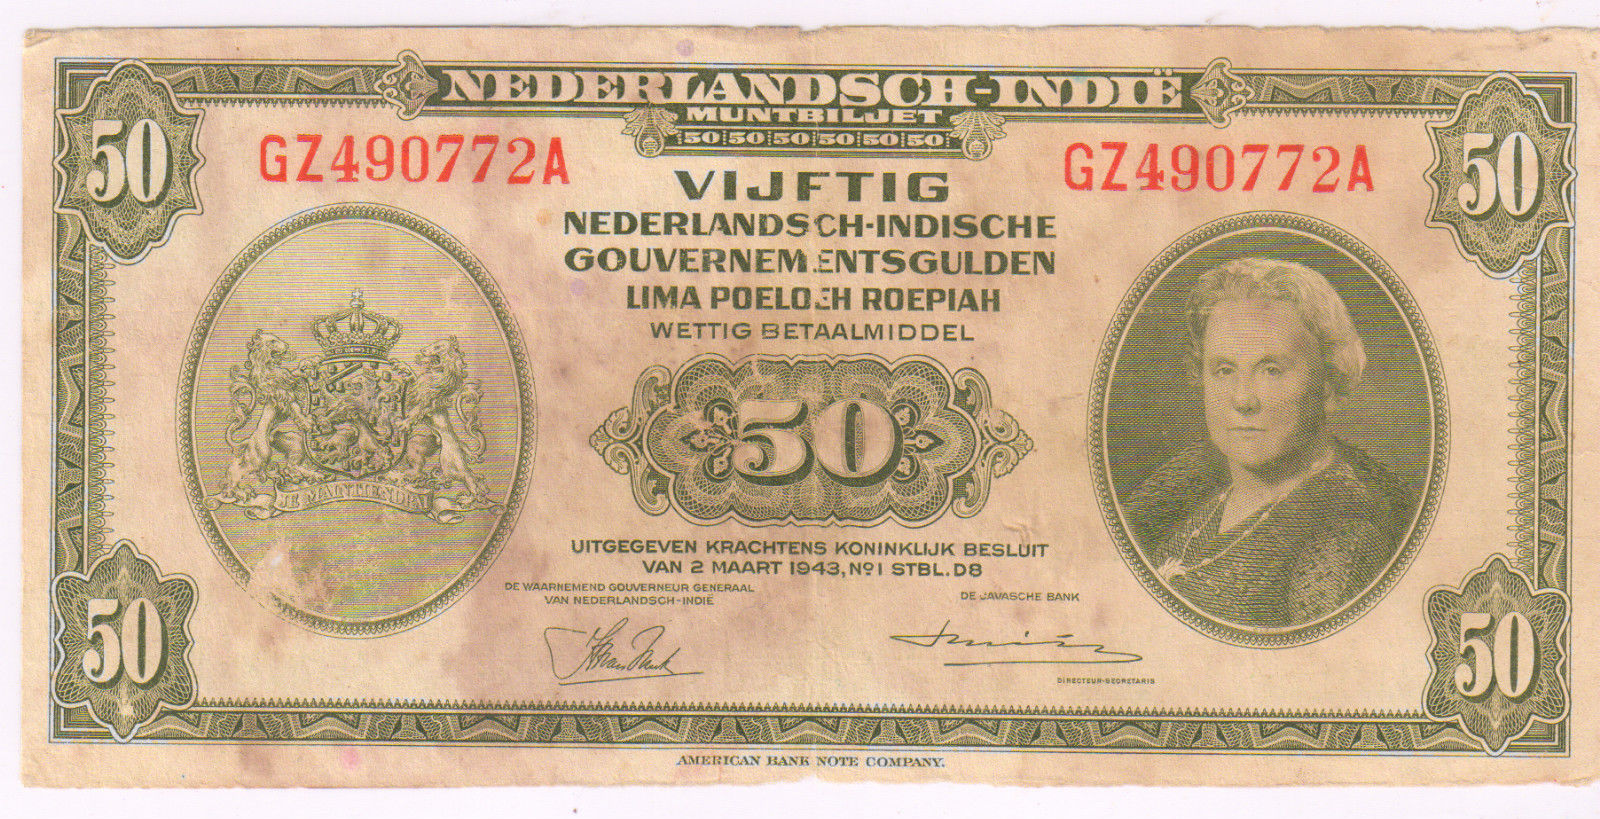 NEDERLANDSCH-INDIË
MUNTBILJET
50 50 50 50 50 50
50
50
GZ490772A
GZ490772A
VIJFTIG
NEDERLANDSCH-INDISCHE
GOUVERNEMENTSGULDEN
LIMA POELOEH ROEPIAH
WETTIG BETAALMIDDEL
50
JE MAINTIENDRAI
UITGEGEVEN KRACHTENS KONINKLIJK BESLUIT
VAN 2 MAART 1943, Nº1 STBL. D8
DE WAARNEMEND GOUVERNEUR GENERAAL
VAN NEDERLANDSCH-INDIË
DE JAVASCHE BANK
DIRECTEUR-SECRETARIS
50
50
AMERICAN BANK NOTE COMPANY.